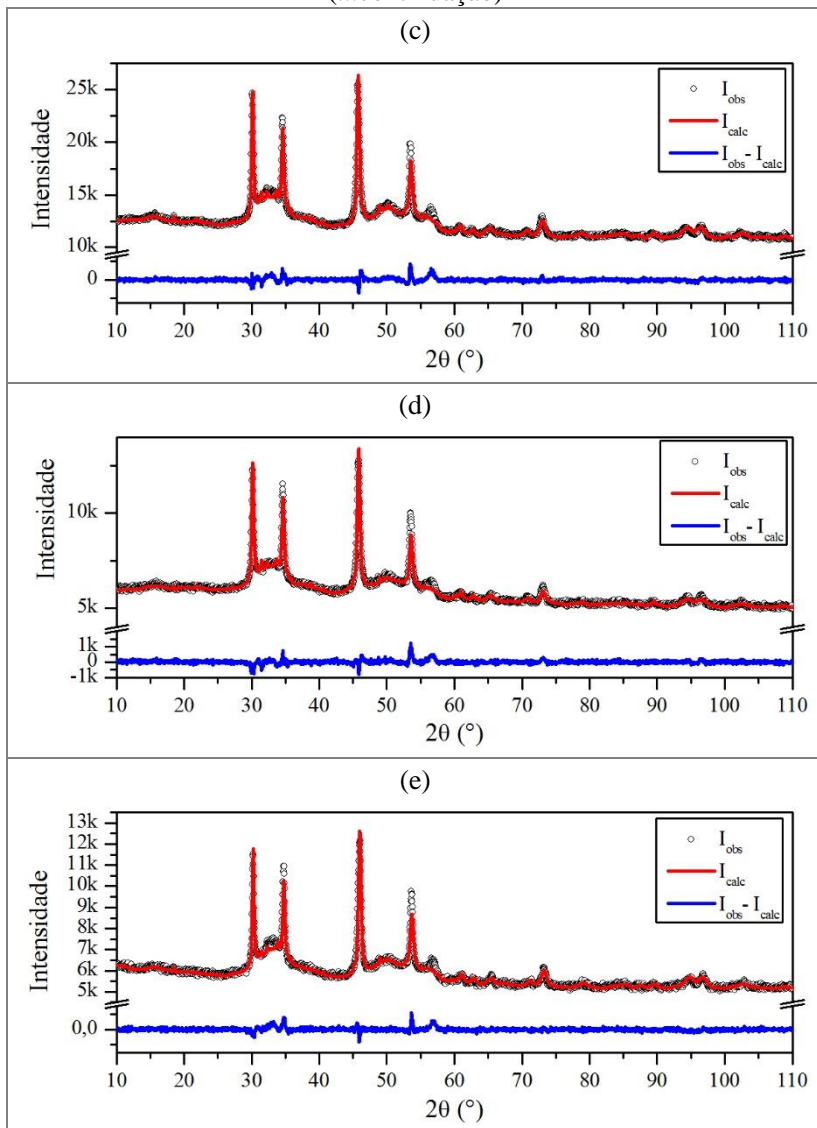 (c)
Intensidade
25k
20k
15k
10k
0
I_obs
I_calc
I_obs - I_calc
10 20 30 40 50 60 70 80 90 100 110
2θ (°)
(d)
Intensidade
10k
5k
1k
0
-1k
I_obs
I_calc
I_obs - I_calc
10 20 30 40 50 60 70 80 90 100 110
2θ (°)
(e)
Intensidade
13k
12k
11k
10k
9k
8k
7k
6k
5k
0,0
I_obs
I_calc
I_obs - I_calc
10 20 30 40 50 60 70 80 90 100 110
2θ (°)